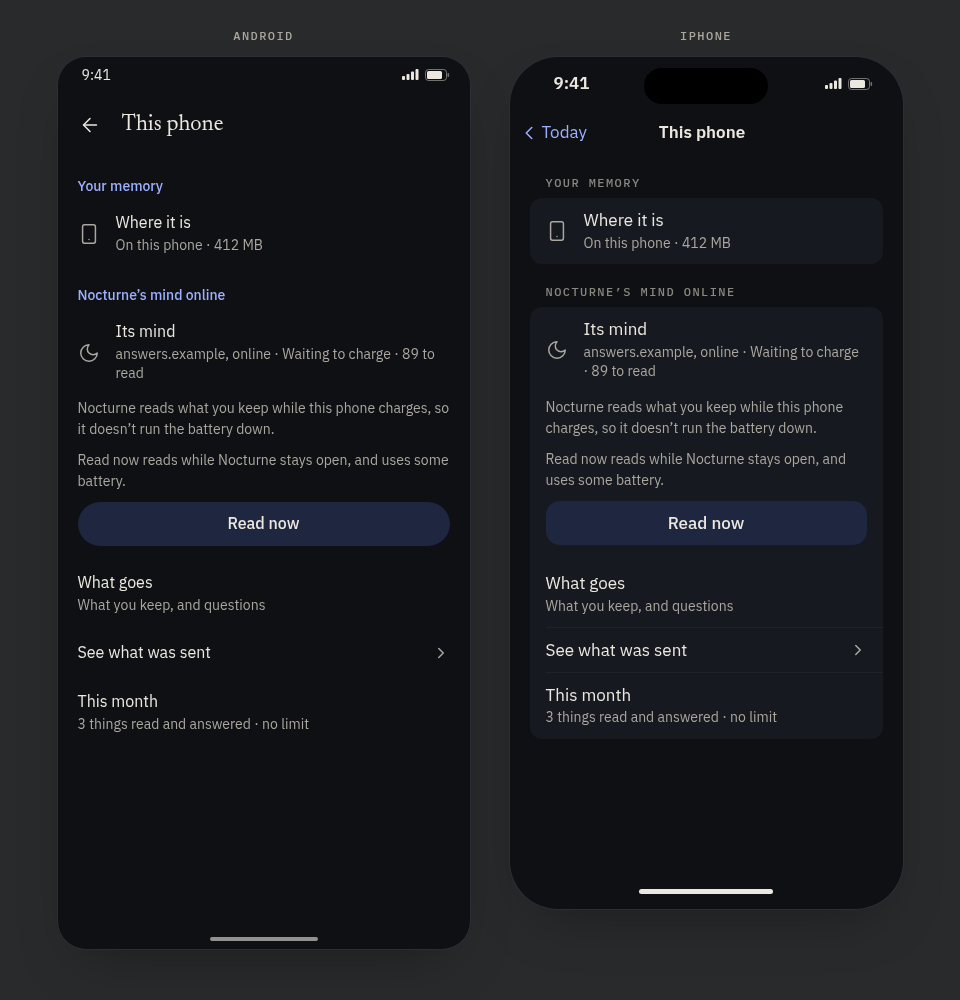 ANDROID
9:41
This phone
Your memory
Where it is
On this phone · 412 MB
Nocturne’s mind online
Its mind
answers.example, online · Waiting to charge · 89 to
read
Nocturne reads what you keep while this phone charges, so
it doesn’t run the battery down.
Read now reads while Nocturne stays open, and uses some
battery.
Read now
What goes
What you keep, and questions
See what was sent
This month
3 things read and answered · no limit
IPHONE
9:41
Today
This phone
YOUR MEMORY
Where it is
On this phone · 412 MB
NOCTURNE’S MIND ONLINE
Its mind
answers.example, online · Waiting to charge
· 89 to read
Nocturne reads what you keep while this phone
charges, so it doesn’t run the battery down.
Read now reads while Nocturne stays open, and
uses some battery.
Read now
What goes
What you keep, and questions
See what was sent
This month
3 things read and answered · no limit